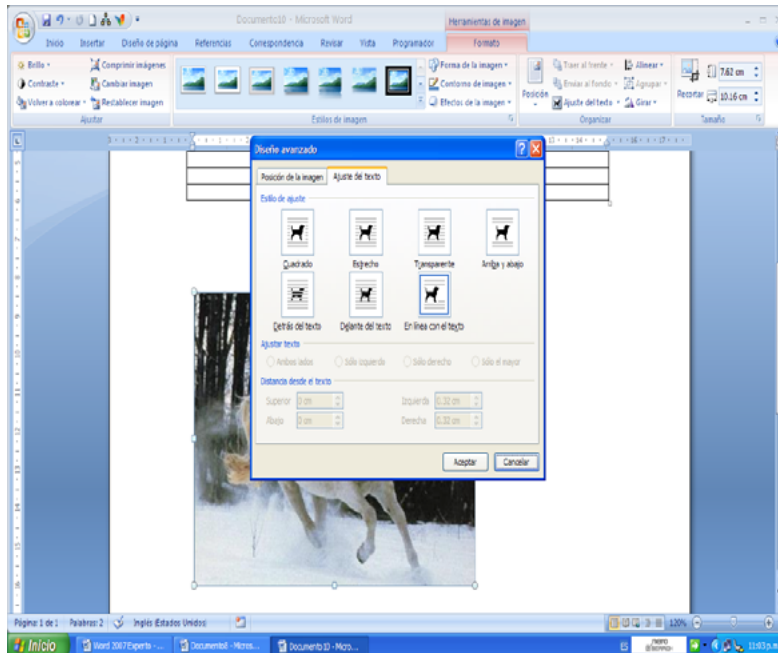 Documento10 - Microsoft Word
Herramientas de imagen
Inicio Insertar Diseño de página Referencias Correspondencia Revisar Vista Programador Formato
Brillo
Contraste
Volver a colorear
Comprimir imágenes
Cambiar imagen
Restablecer imagen
Ajustar
Estilos de imagen
Forma de la imagen
Contorno de imagen
Efectos de la imagen
Posición
Traer al frente
Enviar al fondo
Ajuste del texto
Alinear
Agrupar
Girar
Organizar
Recortar
7.62 cm
10.16 cm
Tamaño
Diseño avanzado
Posición de la imagen Ajuste de texto
Estilo de ajuste
Cuadrado Estrecho Transparente Arriba y abajo
Detrás del texto Delante del texto En línea con el texto
Ajustar texto
Ambos lados Sólo izquierdo Sólo derecho Sólo el mayor
Distancia desde el texto
Superior 0 cm Izquierda 0.32 cm
Abajo 0 cm Derecha 0.32 cm
Aceptar Cancelar
Página: 1 de 1 Palabras: 2 Inglés (Estados Unidos) 120%
Inicio Word 2007 Experto - ... Documento8 - Micros... Documento10 - Micro... 11:03 p.m.